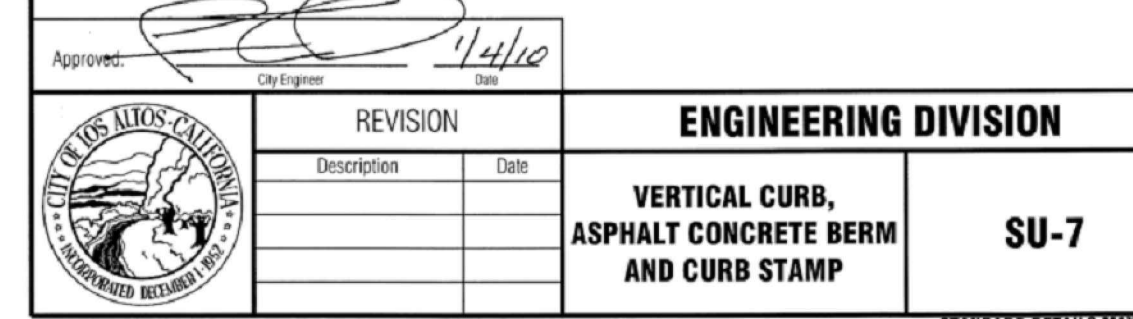 Approved:
1/4/10
City Engineer
Date
CITY OF LOS ALTOS-CALIFORNIA
INCORPORATED DECEMBER 1, 1952
REVISION
Description
Date
ENGINEERING DIVISION
VERTICAL CURB,
ASPHALT CONCRETE BERM
AND CURB STAMP
SU-7